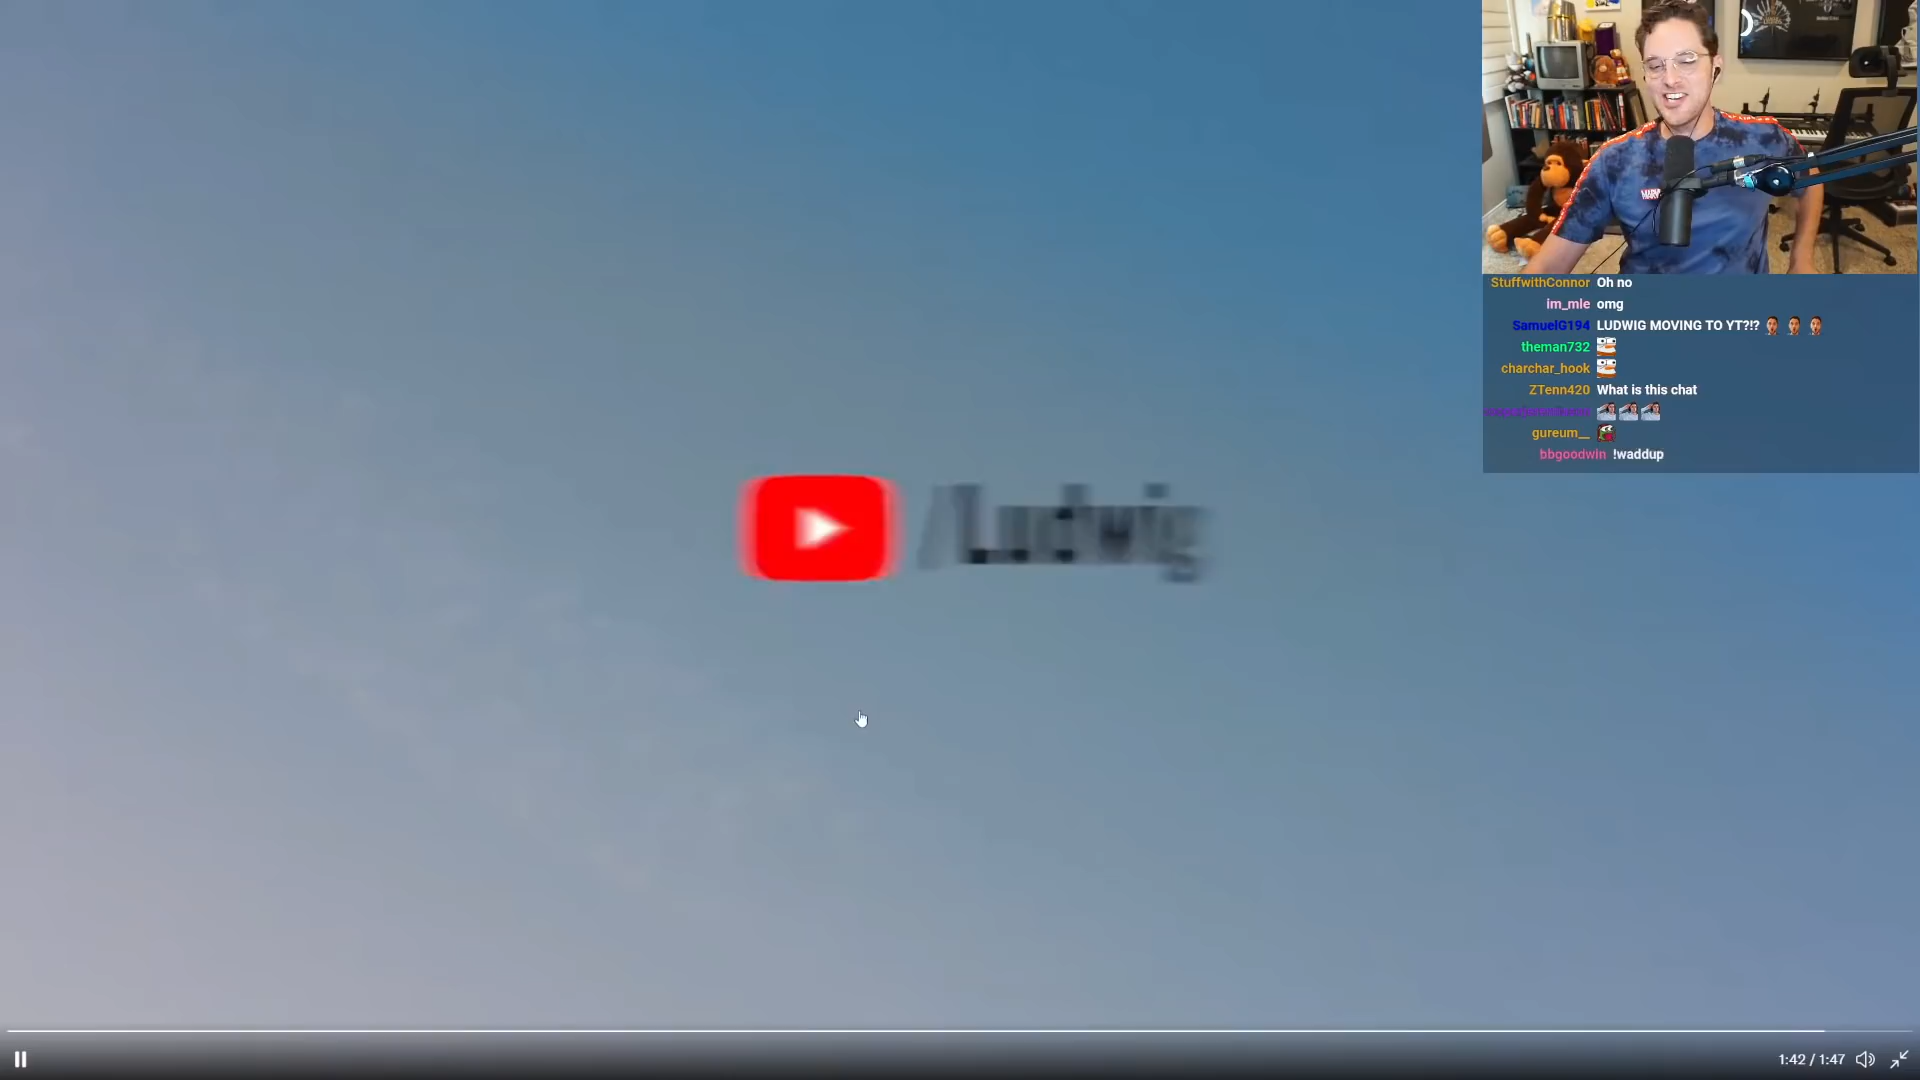 /Ludwig
MARV
StuffwithConnor Oh no
im_mle omg
SamuelG194 LUDWIG MOVING TO YT?!?
theman732
charchar_hook
ZTenn420 What is this chat
gureum__
bbgoodwin !waddup
1:42 / 1:47